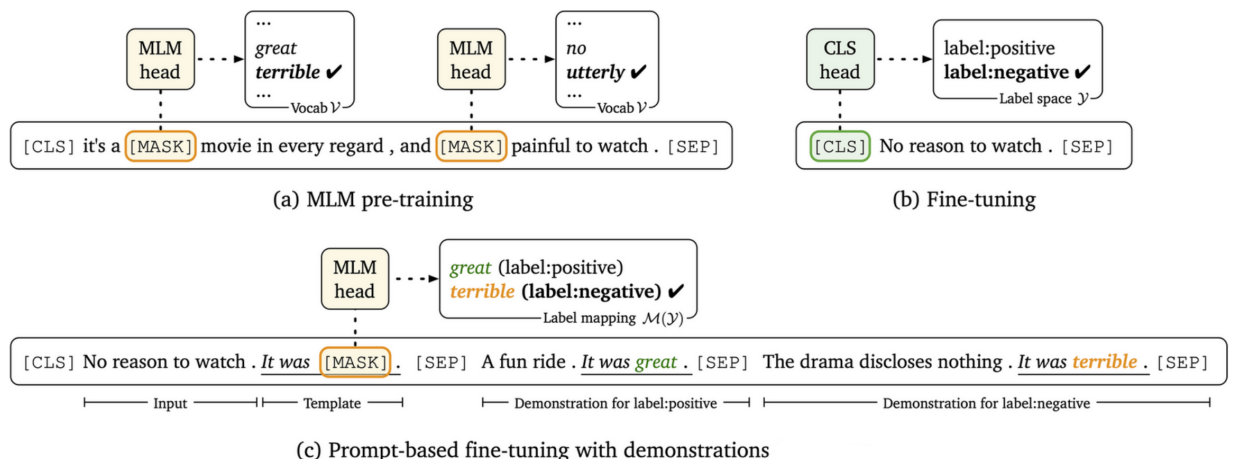 MLM head
...
great
terrible ✔
...
Vocab 𝒱
MLM head
...
no
utterly ✔
...
Vocab 𝒱
[CLS] it's a [MASK] movie in every regard , and [MASK] painful to watch . [SEP]
(a) MLM pre-training
CLS head
label:positive
label:negative ✔
Label space 𝒴
[CLS] No reason to watch . [SEP]
(b) Fine-tuning
MLM head
great (label:positive)
terrible (label:negative) ✔
Label mapping ℳ(𝒴)
[CLS] No reason to watch . It was [MASK] . [SEP] A fun ride . It was great . [SEP] The drama discloses nothing . It was terrible . [SEP]
Input Template Demonstration for label:positive Demonstration for label:negative
(c) Prompt-based fine-tuning with demonstrations